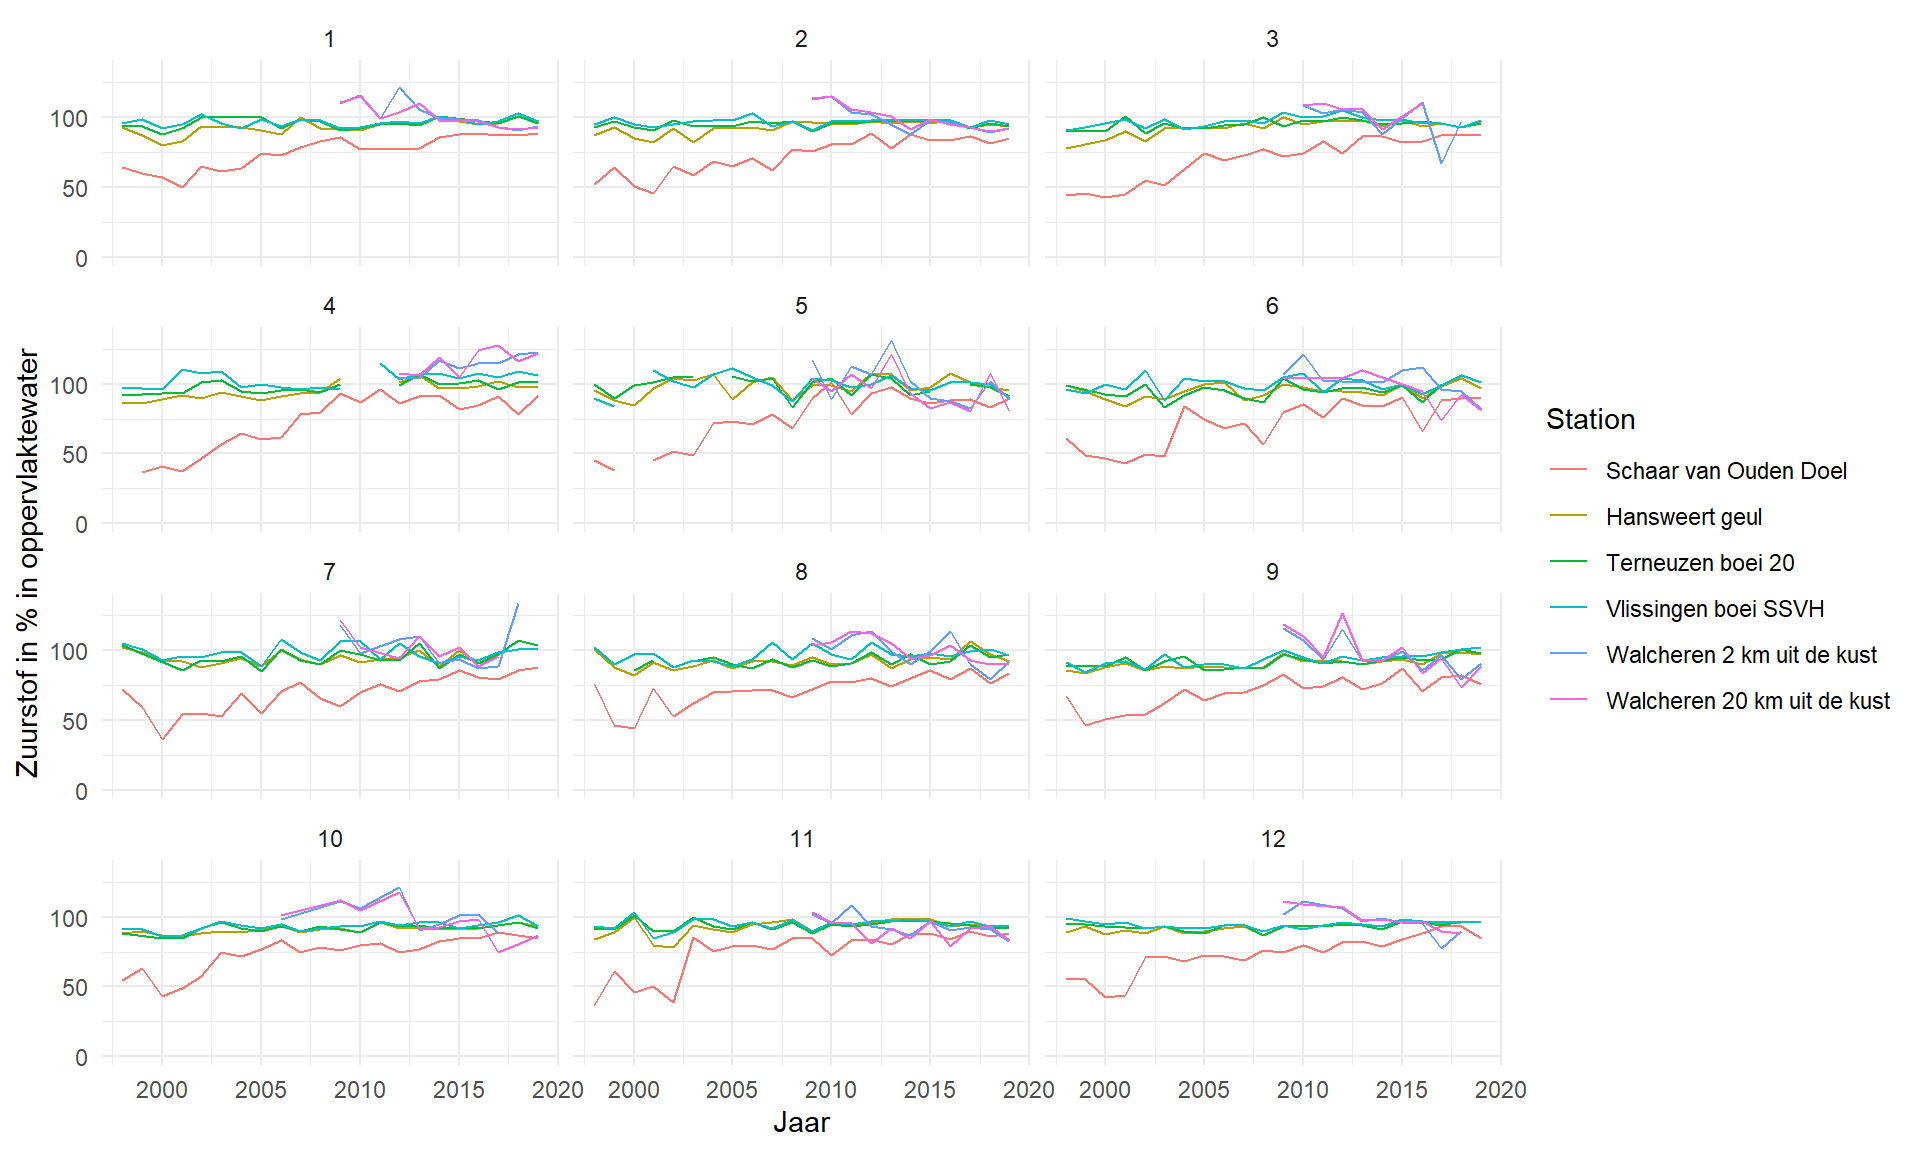 1 2 3
100
50
0
4 5 6
100
50
0
7 8 9
100
50
0
10 11 12
100
50
0
2000 2005 2010 2015 2020 2000 2005 2010 2015 2020 2000 2005 2010 2015 2020
Jaar
Zuurstof in % in oppervlaktewater
Station
Schaar van Ouden Doel
Hansweert geul
Terneuzen boei 20
Vlissingen boei SSVH
Walcheren 2 km uit de kust
Walcheren 20 km uit de kust